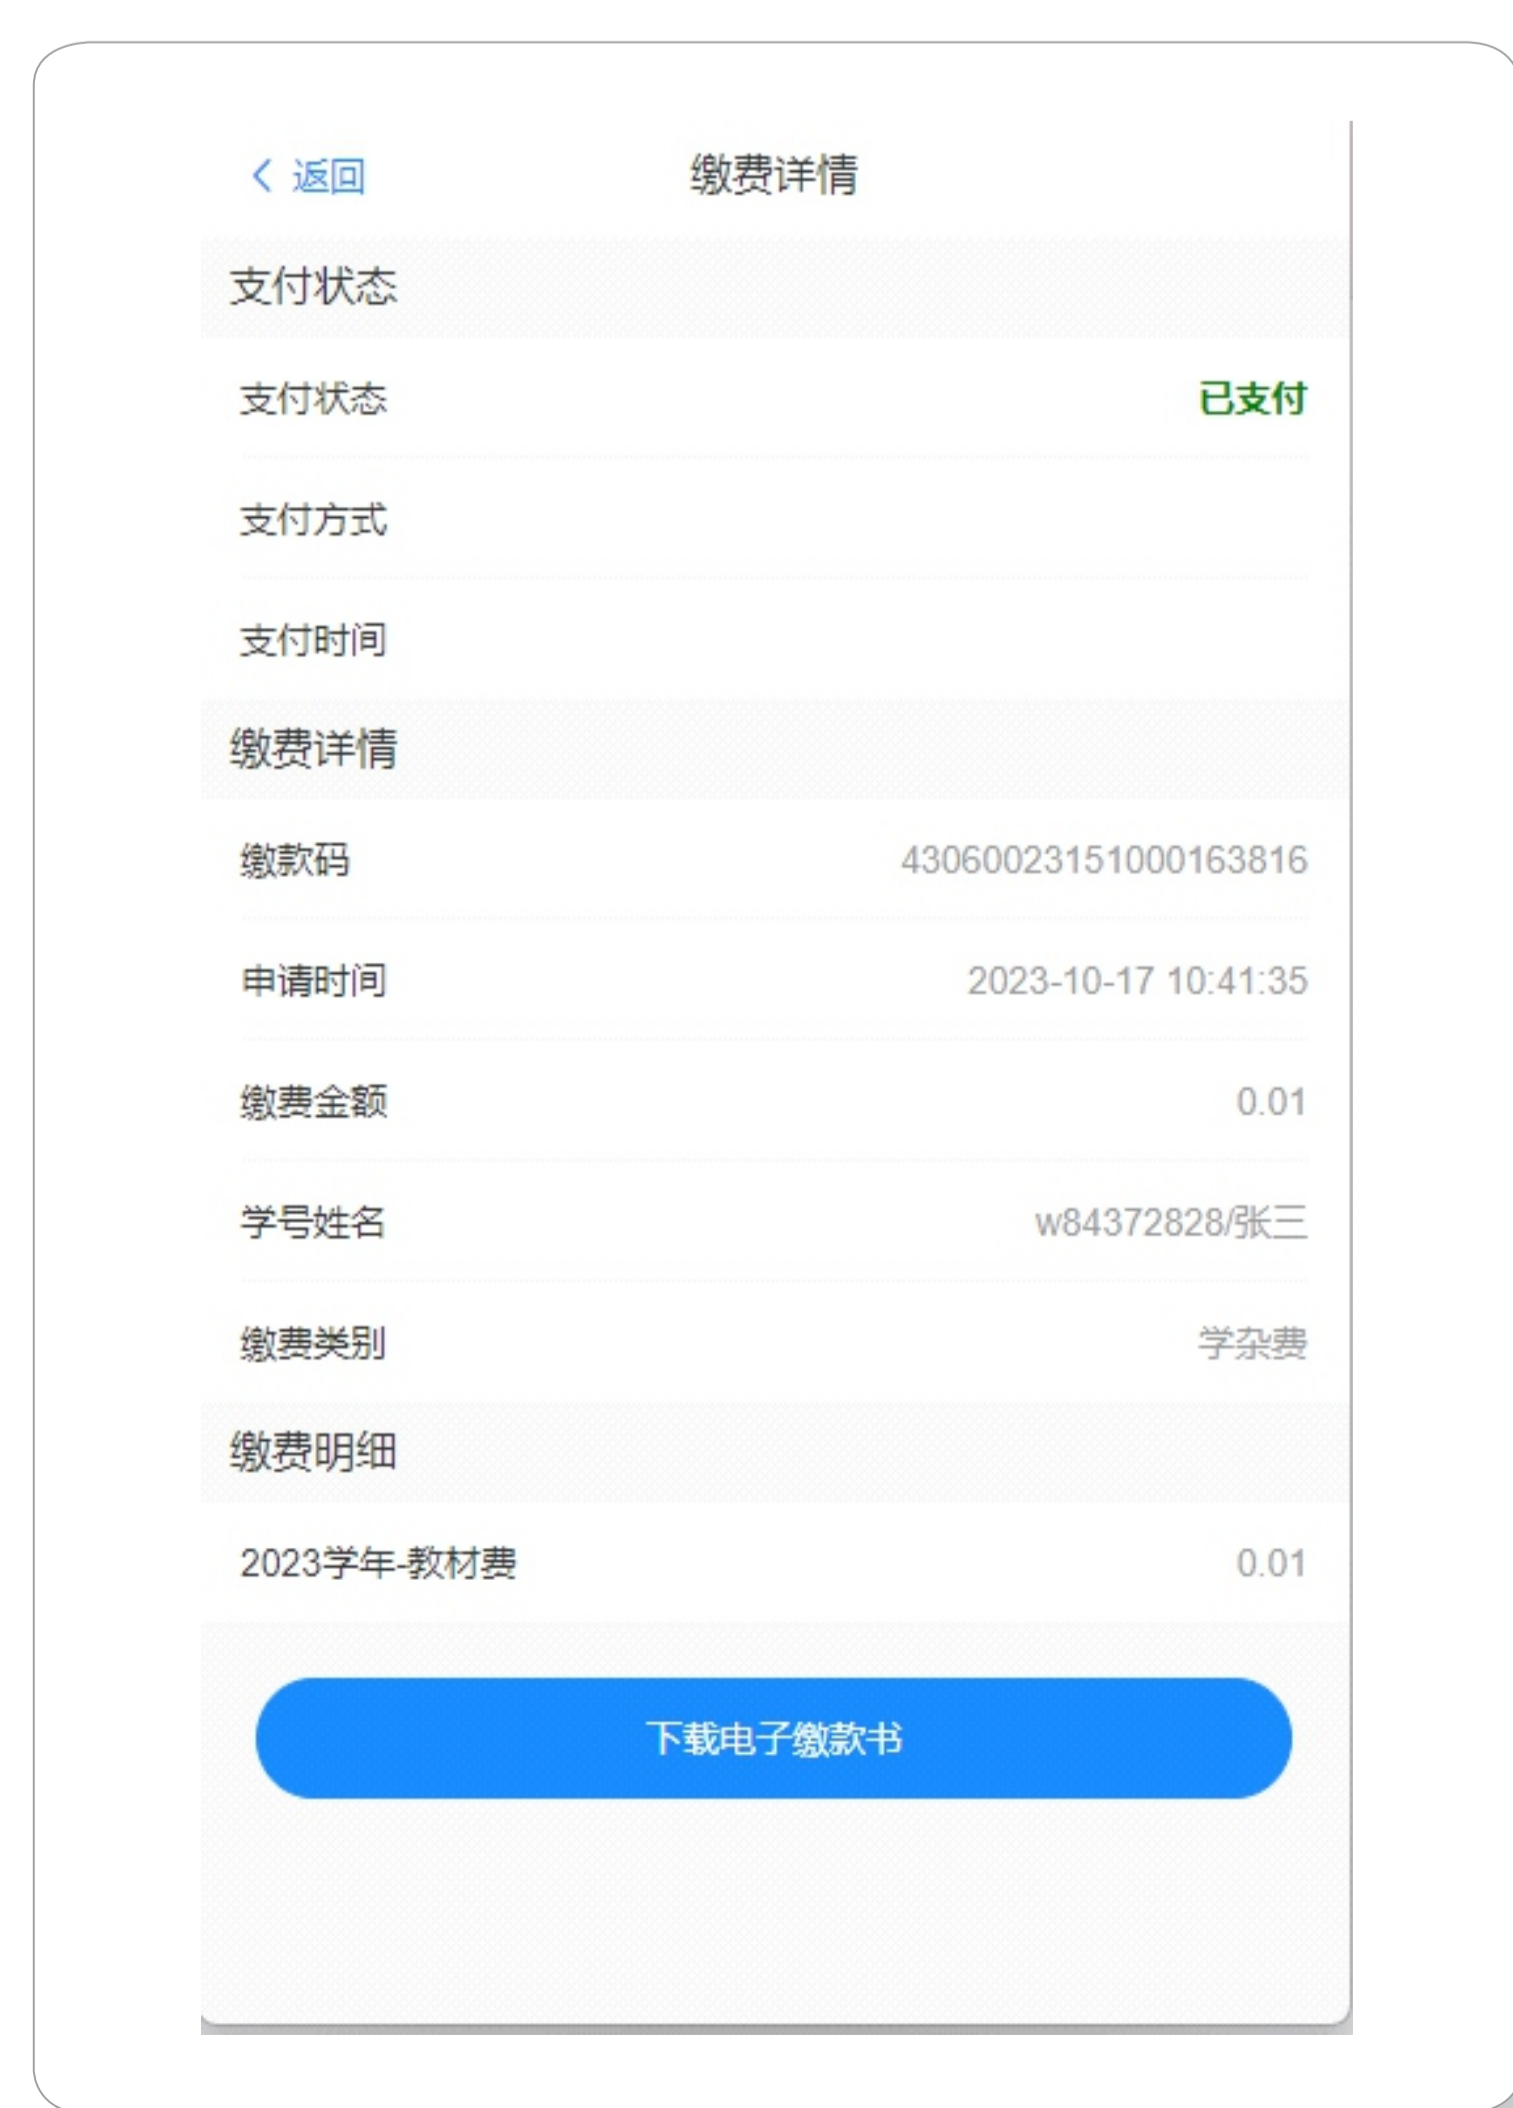 返回 缴费详情
支付状态
支付状态 已支付
支付方式
支付时间
缴费详情
缴款码 43060023151000163816
申请时间 2023-10-17 10:41:35
缴费金额 0.01
学号姓名 w84372828/张三
缴费类别 学杂费
缴费明细
2023学年-教材费 0.01
下载电子缴款书